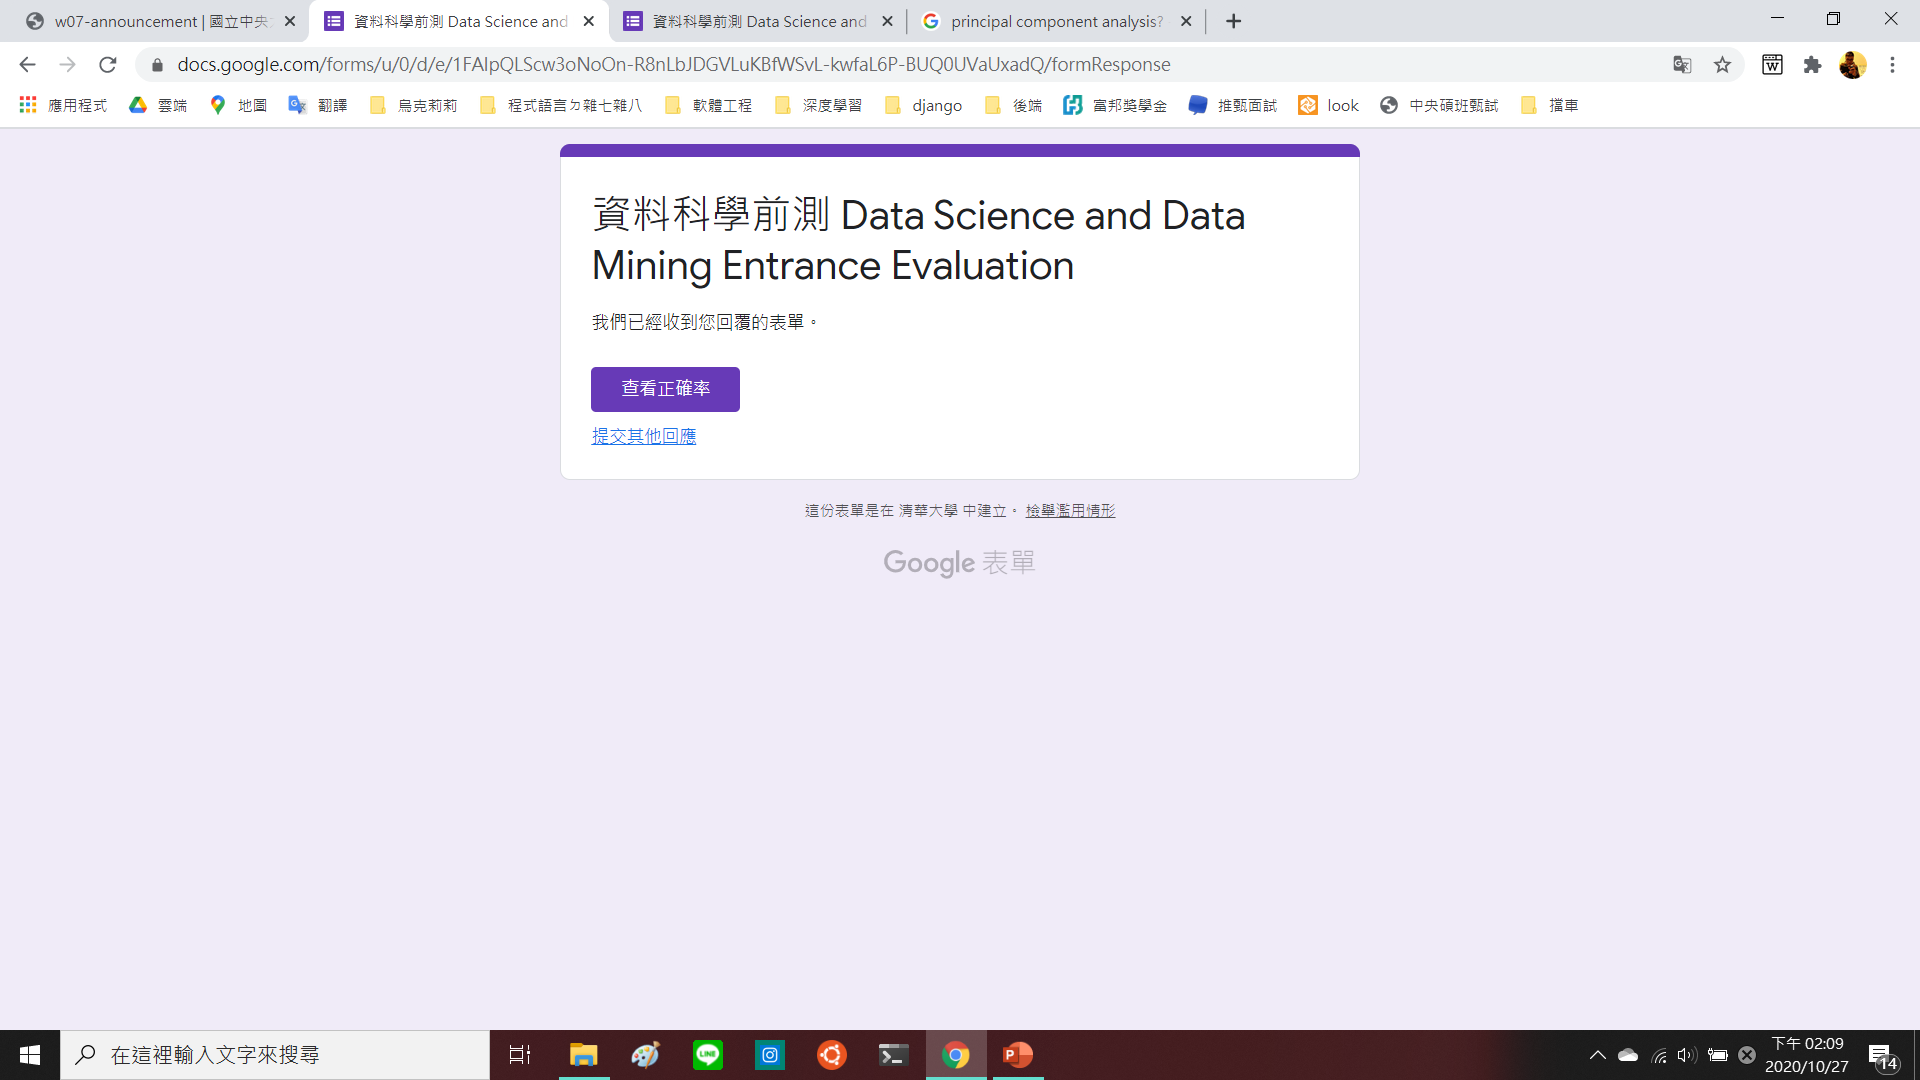 w07-announcement | 國立中央
資料科學前測 Data Science and
資料科學前測 Data Science and
principal component analysis?
docs.google.com/forms/u/0/d/e/1FAIpQLScw3oNoOn-R8nLbJDGVLuKBfWSvL-kwfaL6P-BUQ0UVaUxadQ/formResponse
應用程式 雲端 地圖 翻譯 烏克莉莉 程式語言ㄉ雜七雜八 軟體工程 深度學習 django 後端 富邦獎學金 推甄面試 look 中央碩班甄試 擋車
資料科學前測 Data Science and Data
Mining Entrance Evaluation
我們已經收到您回覆的表單。
查看正確率
提交其他回應
這份表單是在 清華大學 中建立。 檢舉濫用情形
Google 表單
在這裡輸入文字來搜尋
下午 02:09
2020/10/27
14